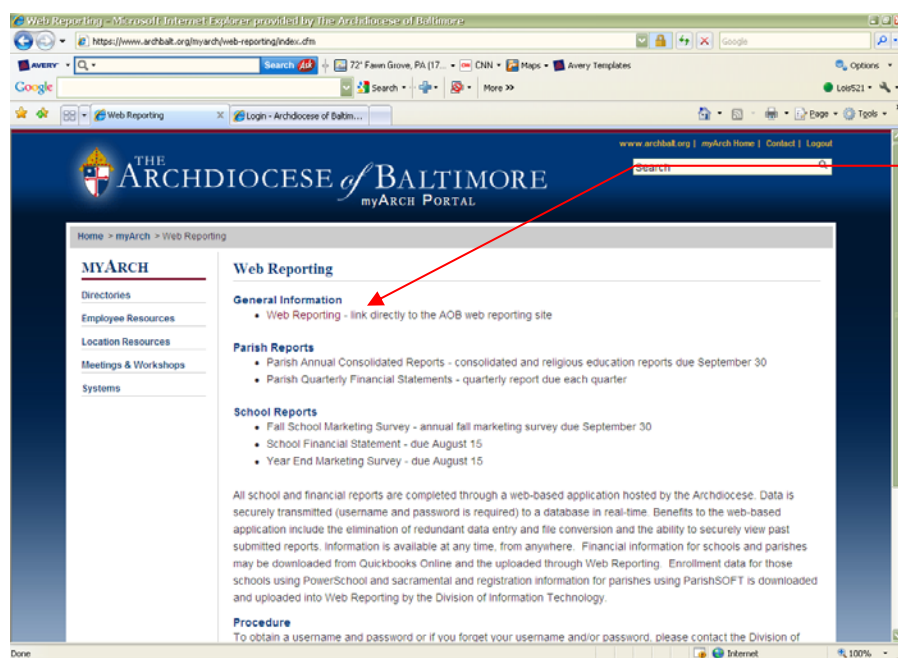 Web Reporting - Microsoft Internet Explorer provided by The Archdiocese of Baltimore
https://www.archbalt.org/myarch/web-reporting/index.cfm
Google
AVERY Search 72° Fawn Grove, PA (17... CNN Maps Avery Templates Options
Google Search More >> Lois521
Web Reporting Login - Archdiocese of Baltim... Page Tools
www.archbalt.org | myArch Home | Contact | Logout
Search
THE
ARCHDIOCESE of BALTIMORE
MYARCH PORTAL
Home > myArch > Web Reporting
MYARCH
Directories
Employee Resources
Location Resources
Meetings & Workshops
Systems
Web Reporting
General Information
• Web Reporting - link directly to the AOB web reporting site
Parish Reports
• Parish Annual Consolidated Reports - consolidated and religious education reports due September 30
• Parish Quarterly Financial Statements - quarterly report due each quarter
School Reports
• Fall School Marketing Survey - annual fall marketing survey due September 30
• School Financial Statement - due August 15
• Year End Marketing Survey - due August 15
All school and financial reports are completed through a web-based application hosted by the Archdiocese. Data is
securely transmitted (username and password is required) to a database in real-time. Benefits to the web-based
application include the elimination of redundant data entry and file conversion and the ability to securely view past
submitted reports. Information is available at any time, from anywhere. Financial information for schools and parishes
may be downloaded from Quickbooks Online and the uploaded through Web Reporting. Enrollment data for those
schools using PowerSchool and sacramental and registration information for parishes using ParishSOFT is downloaded
and uploaded into Web Reporting by the Division of Information Technology.
Procedure
To obtain a username and password or if you forget your username and/or password, please contact the Division of
Done Internet 100%